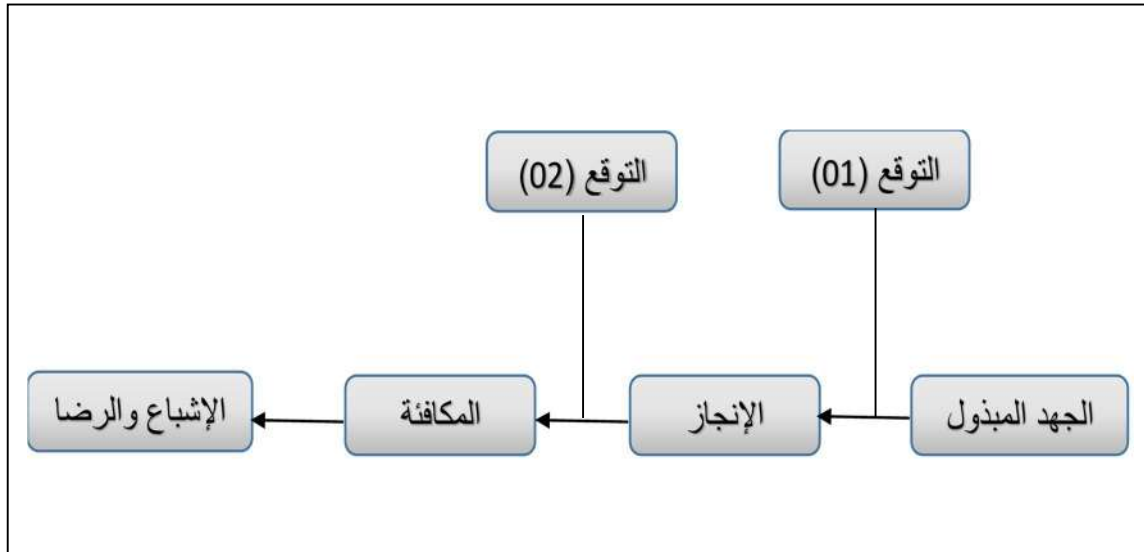 التوقع (01)
التوقع (02)
الجهد المبذول
الإنجاز
المكافئة
الإشباع والرضا